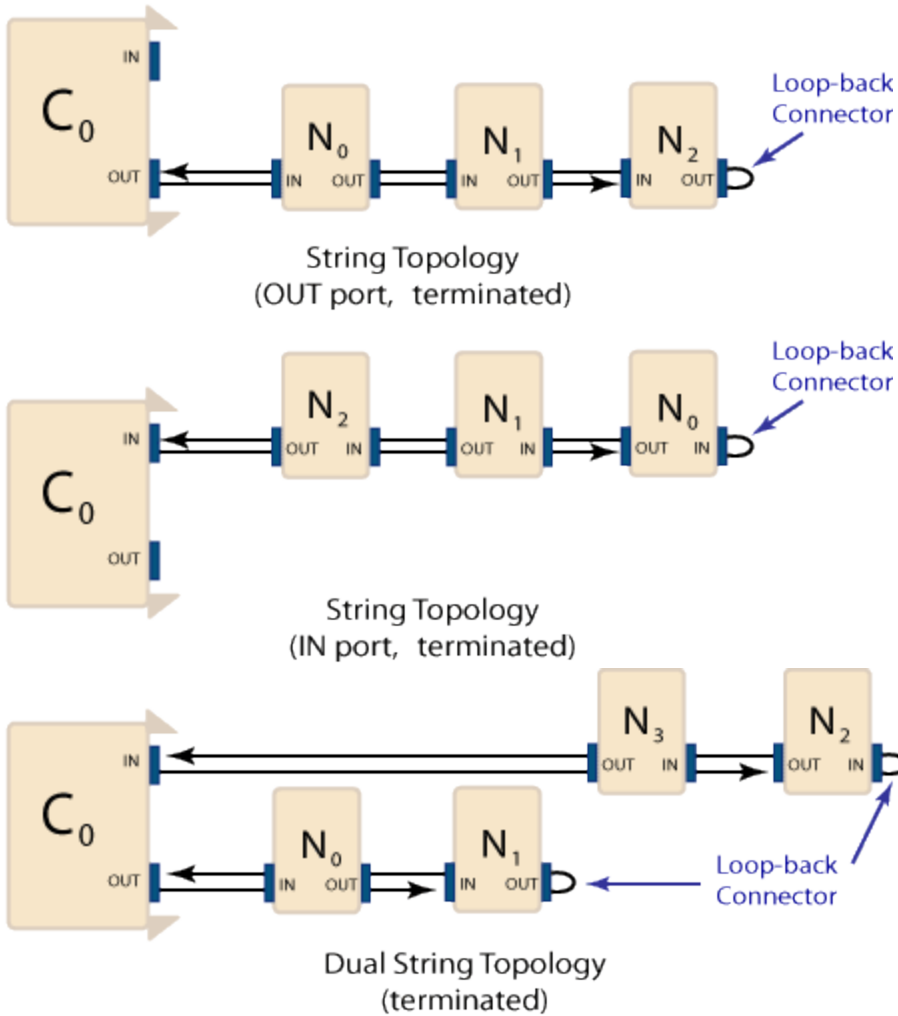 IN
C0
OUT
N0
IN OUT
N1
IN OUT
N2
IN OUT
Loop-back
Connector
String Topology
(OUT port, terminated)
IN
C0
OUT
N2
OUT IN
N1
OUT IN
N0
OUT IN
Loop-back
Connector
String Topology
(IN port, terminated)
IN
C0
OUT
N3
OUT IN
N2
OUT IN
N0
IN OUT
N1
IN OUT
Loop-back
Connector
Dual String Topology
(terminated)